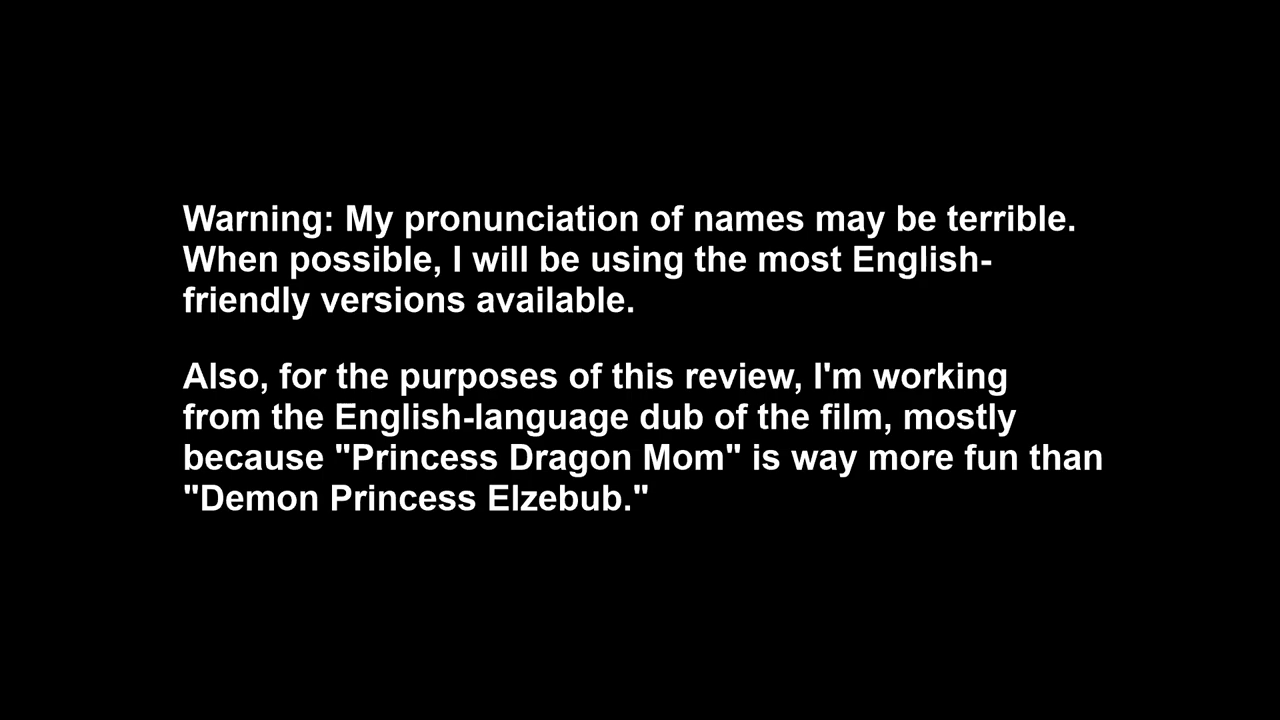 Warning: My pronunciation of names may be terrible.
When possible, I will be using the most English-
friendly versions available.
Also, for the purposes of this review, I'm working
from the English-language dub of the film, mostly
because "Princess Dragon Mom" is way more fun than
"Demon Princess Elzebub."